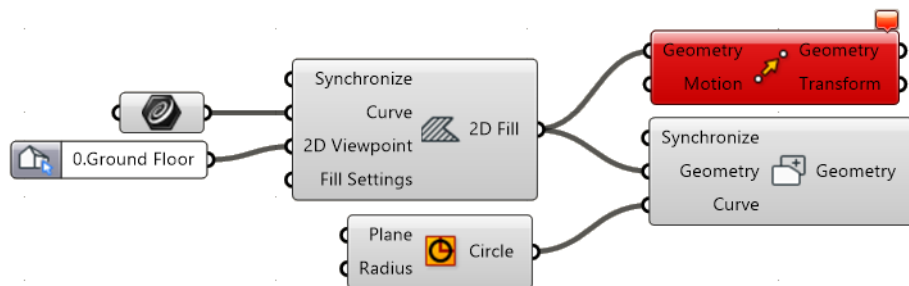 Synchronize
Curve
2D Viewpoint
Fill Settings
2D Fill
0.Ground Floor
Geometry
Motion
Geometry
Transform
Synchronize
Geometry
Curve
Geometry
Plane
Radius
Circle